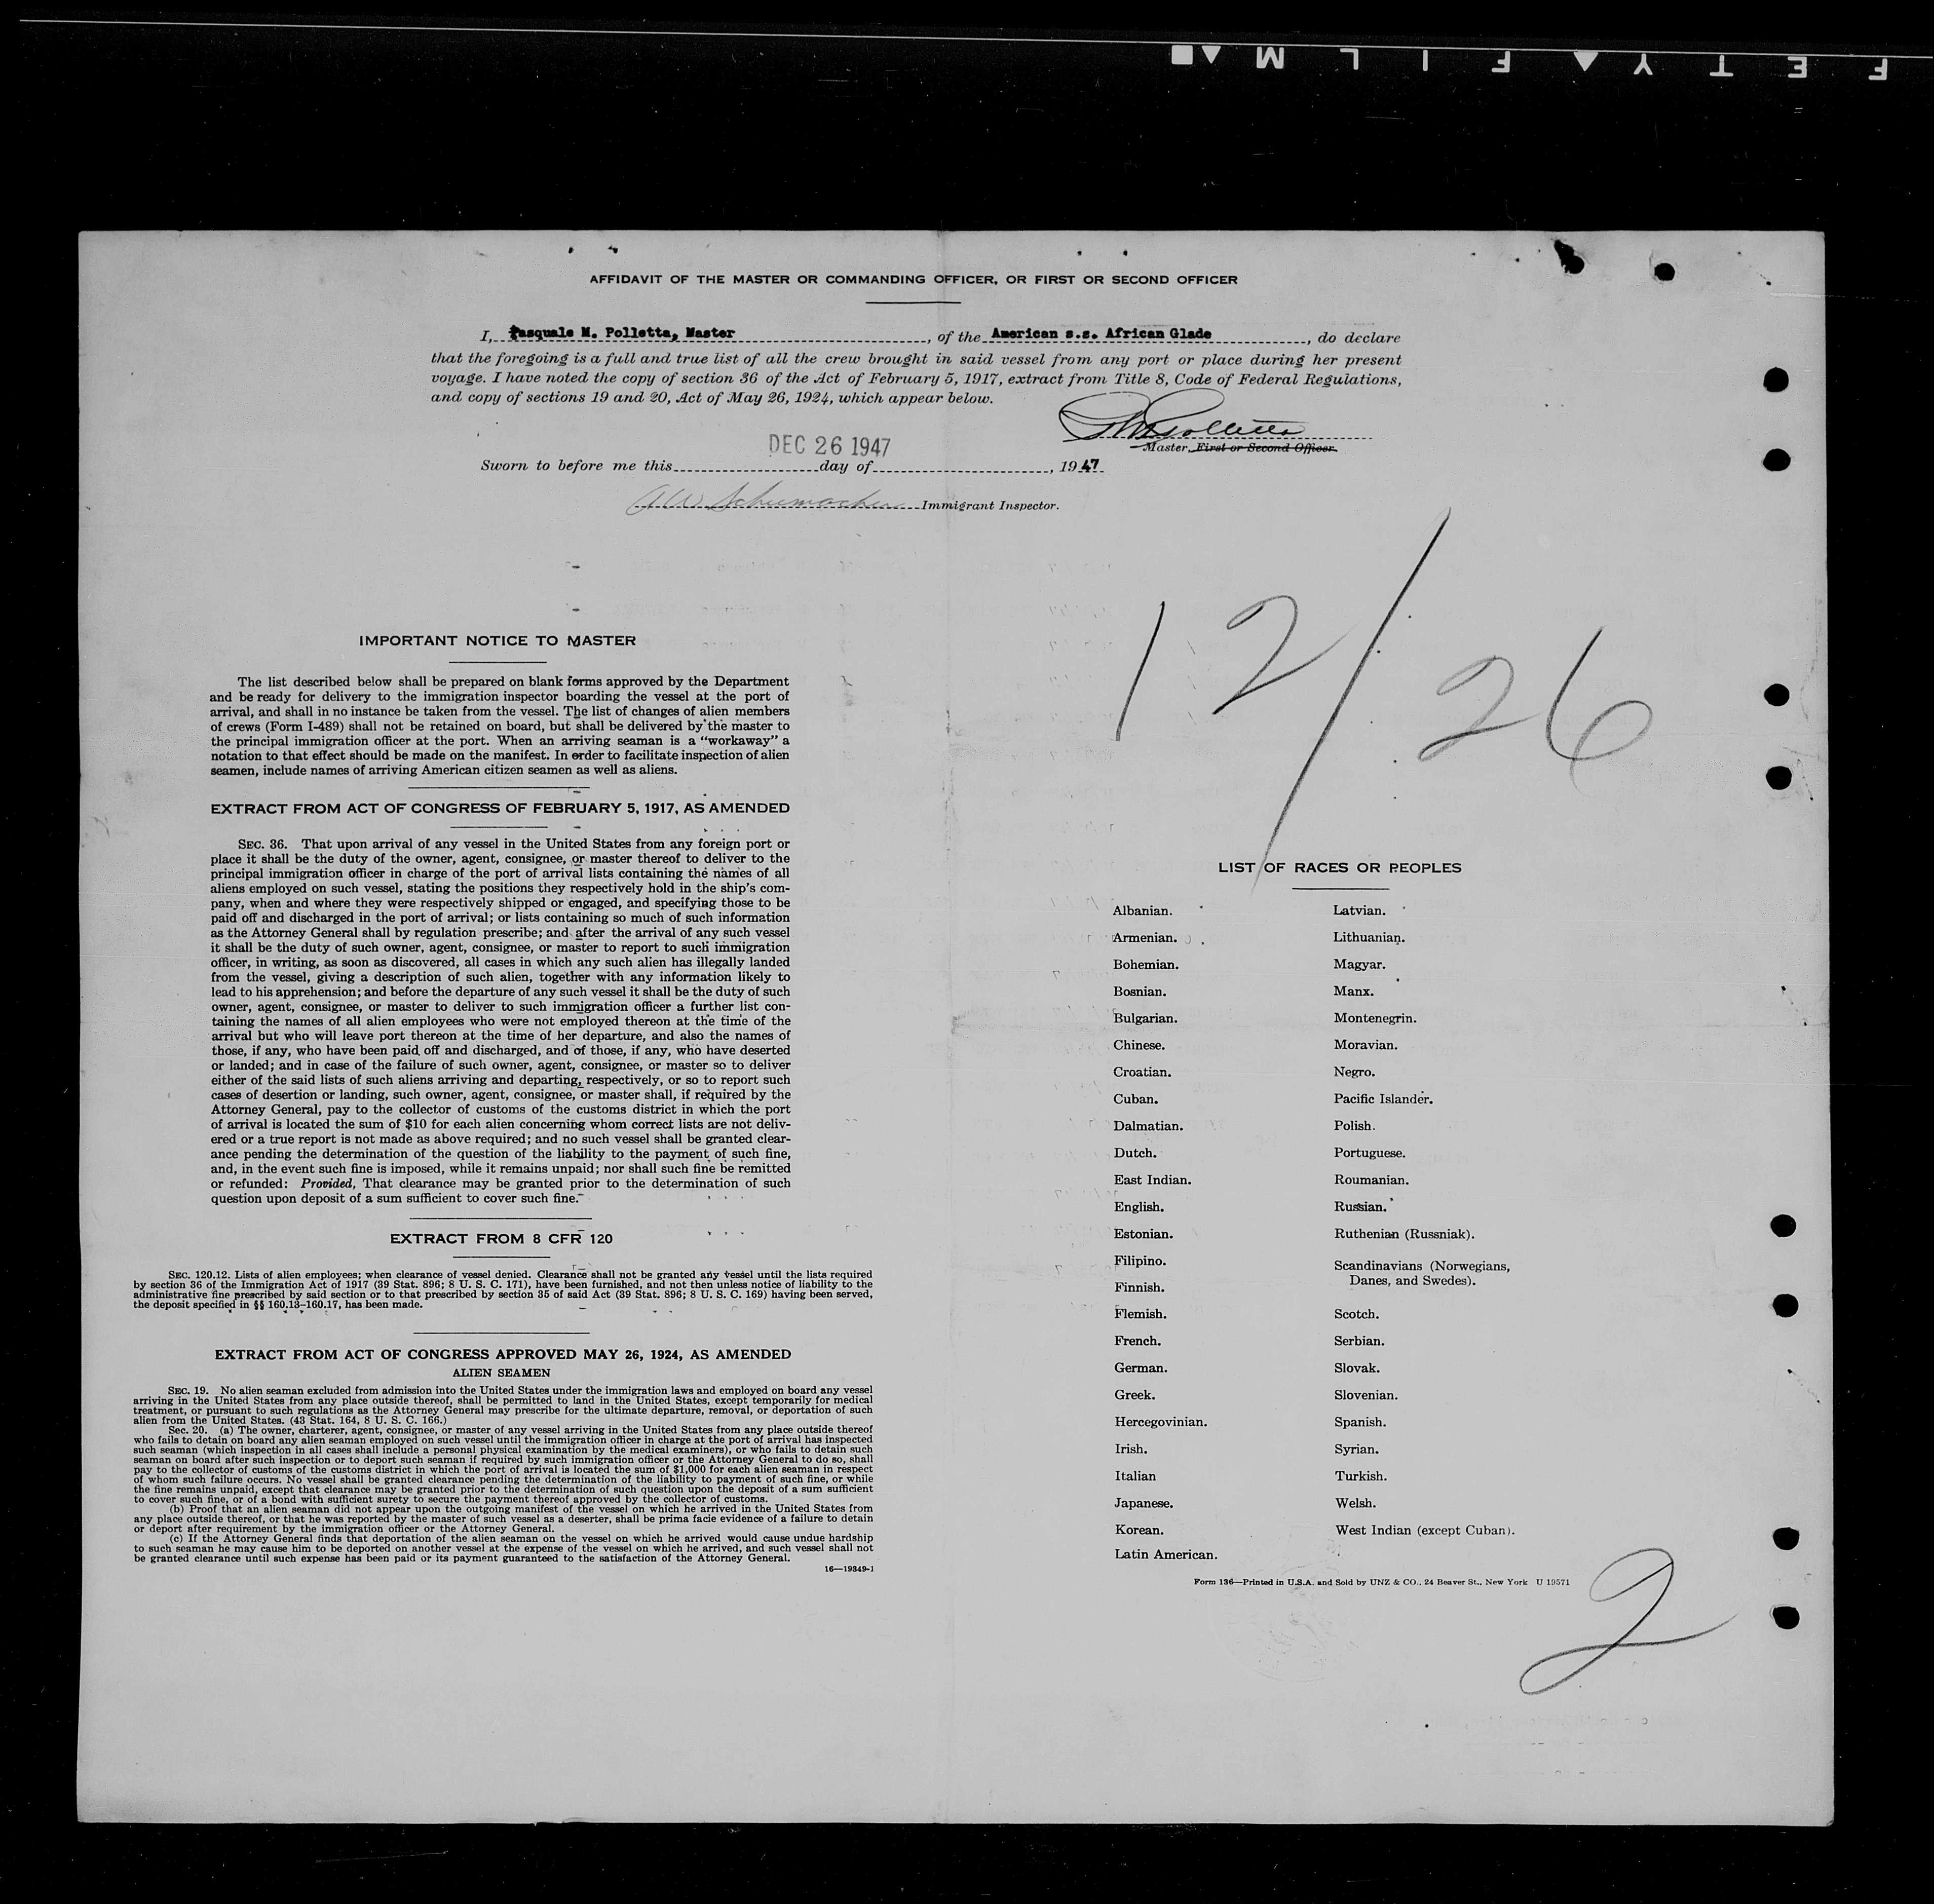 SAFETY FILM
AFFIDAVIT OF THE MASTER OR COMMANDING OFFICER, OR FIRST OR SECOND OFFICER
I, Pasquale M. Polletta, Master, of the American s.s. African Glade, do declare
that the foregoing is a full and true list of all the crew brought in said vessel from any port or place during her present
voyage. I have noted the copy of section 36 of the Act of February 5, 1917, extract from Title 8, Code of Federal Regulations,
and copy of sections 19 and 20, Act of May 26, 1924, which appear below.
PM Polletta
Master, First or Second Officer.
DEC 26 1947
Sworn to before me this day of , 1947
A W Schumacher Immigrant Inspector.
12/26
IMPORTANT NOTICE TO MASTER
The list described below shall be prepared on blank forms approved by the Department
and be ready for delivery to the immigration inspector boarding the vessel at the port of
arrival, and shall in no instance be taken from the vessel. The list of changes of alien members
of crews (Form I-489) shall not be retained on board, but shall be delivered by the master to
the principal immigration officer at the port. When an arriving seaman is a "workaway" a
notation to that effect should be made on the manifest. In order to facilitate inspection of alien
seamen, include names of arriving American citizen seamen as well as aliens.
EXTRACT FROM ACT OF CONGRESS OF FEBRUARY 5, 1917, AS AMENDED
SEC. 36. That upon arrival of any vessel in the United States from any foreign port or
place it shall be the duty of the owner, agent, consignee, or master thereof to deliver to the
principal immigration officer in charge of the port of arrival lists containing the names of all
aliens employed on such vessel, stating the positions they respectively hold in the ship's com-
pany, when and where they were respectively shipped or engaged, and specifying those to be
paid off and discharged in the port of arrival; or lists containing so much of such information
as the Attorney General shall by regulation prescribe; and after the arrival of any such vessel
it shall be the duty of such owner, agent, consignee, or master to report to such immigration
officer, in writing, as soon as discovered, all cases in which any such alien has illegally landed
from the vessel, giving a description of such alien, together with any information likely to
lead to his apprehension; and before the departure of any such vessel it shall be the duty of such
owner, agent, consignee, or master to deliver to such immigration officer a further list con-
taining the names of all alien employees who were not employed thereon at the time of the
arrival but who will leave port thereon at the time of her departure, and also the names of
those, if any, who have been paid off and discharged, and of those, if any, who have deserted
or landed; and in case of the failure of such owner, agent, consignee, or master so to deliver
either of the said lists of such aliens arriving and departing, respectively, or so to report such
cases of desertion or landing, such owner, agent, consignee, or master shall, if required by the
Attorney General, pay to the collector of customs of the customs district in which the port
of arrival is located the sum of $10 for each alien concerning whom correct lists are not deliv-
ered or a true report is not made as above required; and no such vessel shall be granted clear-
ance pending the determination of the question of the liability to the payment of such fine,
and, in the event such fine is imposed, while it remains unpaid; nor shall such fine be remitted
or refunded: Provided, That clearance may be granted prior to the determination of such
question upon deposit of a sum sufficient to cover such fine.
EXTRACT FROM 8 CFR 120
SEC. 120.12. Lists of alien employees; when clearance of vessel denied. Clearance shall not be granted any vessel until the lists required
by section 36 of the Immigration Act of 1917 (39 Stat. 896; 8 U. S. C. 171), have been furnished, and not then unless notice of liability to the
administrative fine prescribed by said section or to that prescribed by section 35 of said Act (39 Stat. 896; 8 U. S. C. 169) having been served,
the deposit specified in §§ 160.13-160.17, has been made.
EXTRACT FROM ACT OF CONGRESS APPROVED MAY 26, 1924, AS AMENDED
ALIEN SEAMEN
SEC. 19. No alien seaman excluded from admission into the United States under the immigration laws and employed on board any vessel
arriving in the United States from any place outside thereof, shall be permitted to land in the United States, except temporarily for medical
treatment, or pursuant to such regulations as the Attorney General may prescribe for the ultimate departure, removal, or deportation of such
alien from the United States. (43 Stat. 164, 8 U. S. C. 166.)
Sec. 20. (a) The owner, charterer, agent, consignee, or master of any vessel arriving in the United States from any place outside thereof
who fails to detain on board any alien seaman employed on such vessel until the immigration officer in charge at the port of arrival has inspected
such seaman (which inspection in all cases shall include a personal physical examination by the medical examiners), or who fails to detain such
seaman on board after such inspection or to deport such seaman if required by such immigration officer or the Attorney General to do so, shall
pay to the collector of customs of the customs district in which the port of arrival is located the sum of $1,000 for each alien seaman in respect
of whom such failure occurs. No vessel shall be granted clearance pending the determination of the liability to payment of such fine, or while
the fine remains unpaid, except that clearance may be granted prior to the determination of such question upon the deposit of a sum sufficient
to cover such fine, or of a bond with sufficient surety to secure the payment thereof approved by the collector of customs.
(b) Proof that an alien seaman did not appear upon the outgoing manifest of the vessel on which he arrived in the United States from
any place outside thereof, or that he was reported by the master of such vessel as a deserter, shall be prima facie evidence of a failure to detain
or deport after requirement by the immigration officer or the Attorney General.
(c) If the Attorney General finds that deportation of the alien seaman on the vessel on which he arrived would cause undue hardship
to such seaman he may cause him to be deported on another vessel at the expense of the vessel on which he arrived, and such vessel shall not
be granted clearance until such expense has been paid or its payment guaranteed to the satisfaction of the Attorney General.
16—19349-1
LIST OF RACES OR PEOPLES
Albanian.
Armenian.
Bohemian.
Bosnian.
Bulgarian.
Chinese.
Croatian.
Cuban.
Dalmatian.
Dutch.
East Indian.
English.
Estonian.
Filipino.
Finnish.
Flemish.
French.
German.
Greek.
Hercegovinian.
Irish.
Italian
Japanese.
Korean.
Latin American.
Latvian.
Lithuanian.
Magyar.
Manx.
Montenegrin.
Moravian.
Negro.
Pacific Islander.
Polish.
Portuguese.
Roumanian.
Russian.
Ruthenian (Russniak).
Scandinavians (Norwegians,
Danes, and Swedes).
Scotch.
Serbian.
Slovak.
Slovenian.
Spanish.
Syrian.
Turkish.
Welsh.
West Indian (except Cuban).
Form 136—Printed in U.S.A. and Sold by UNZ & CO., 24 Beaver St., New York U 19571
2